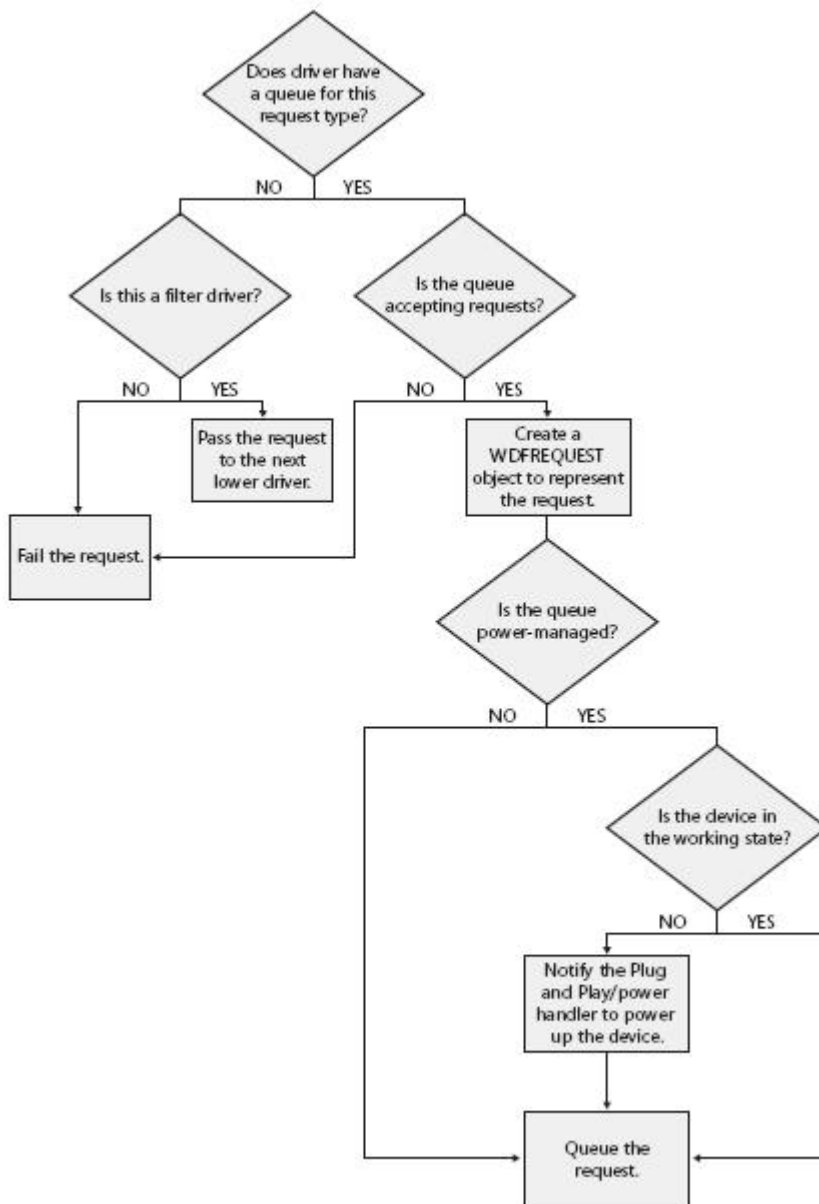 Does driver have
a queue for this
request type?
NO
YES
Is this a filter driver?
Is the queue
accepting requests?
NO
YES
NO
YES
Pass the request
to the next
lower driver.
Create a
WDFREQUEST
object to represent
the request.
Fail the request.
Is the queue
power-managed?
NO
YES
Is the device in
the working state?
NO
YES
Notify the Plug
and Play/power
handler to power
up the device.
Queue the
request.